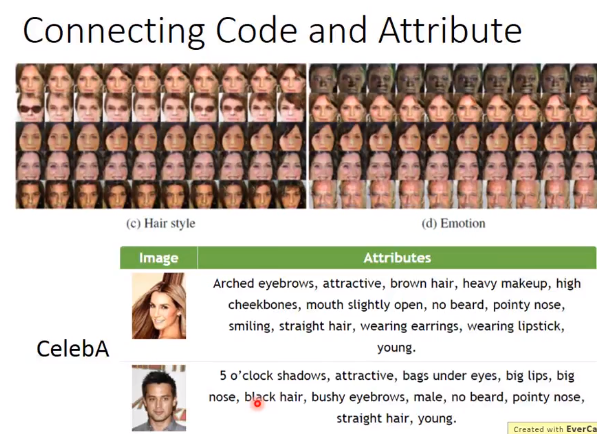 Connecting Code and Attribute
(c) Hair style
(d) Emotion
Image
Attributes
Arched eyebrows, attractive, brown hair, heavy makeup, high
cheekbones, mouth slightly open, no beard, pointy nose,
smiling, straight hair, wearing earrings, wearing lipstick,
young.
CelebA
5 o'clock shadows, attractive, bags under eyes, big lips, big
nose, black hair, bushy eyebrows, male, no beard, pointy nose,
straight hair, young.
Created with EverCa